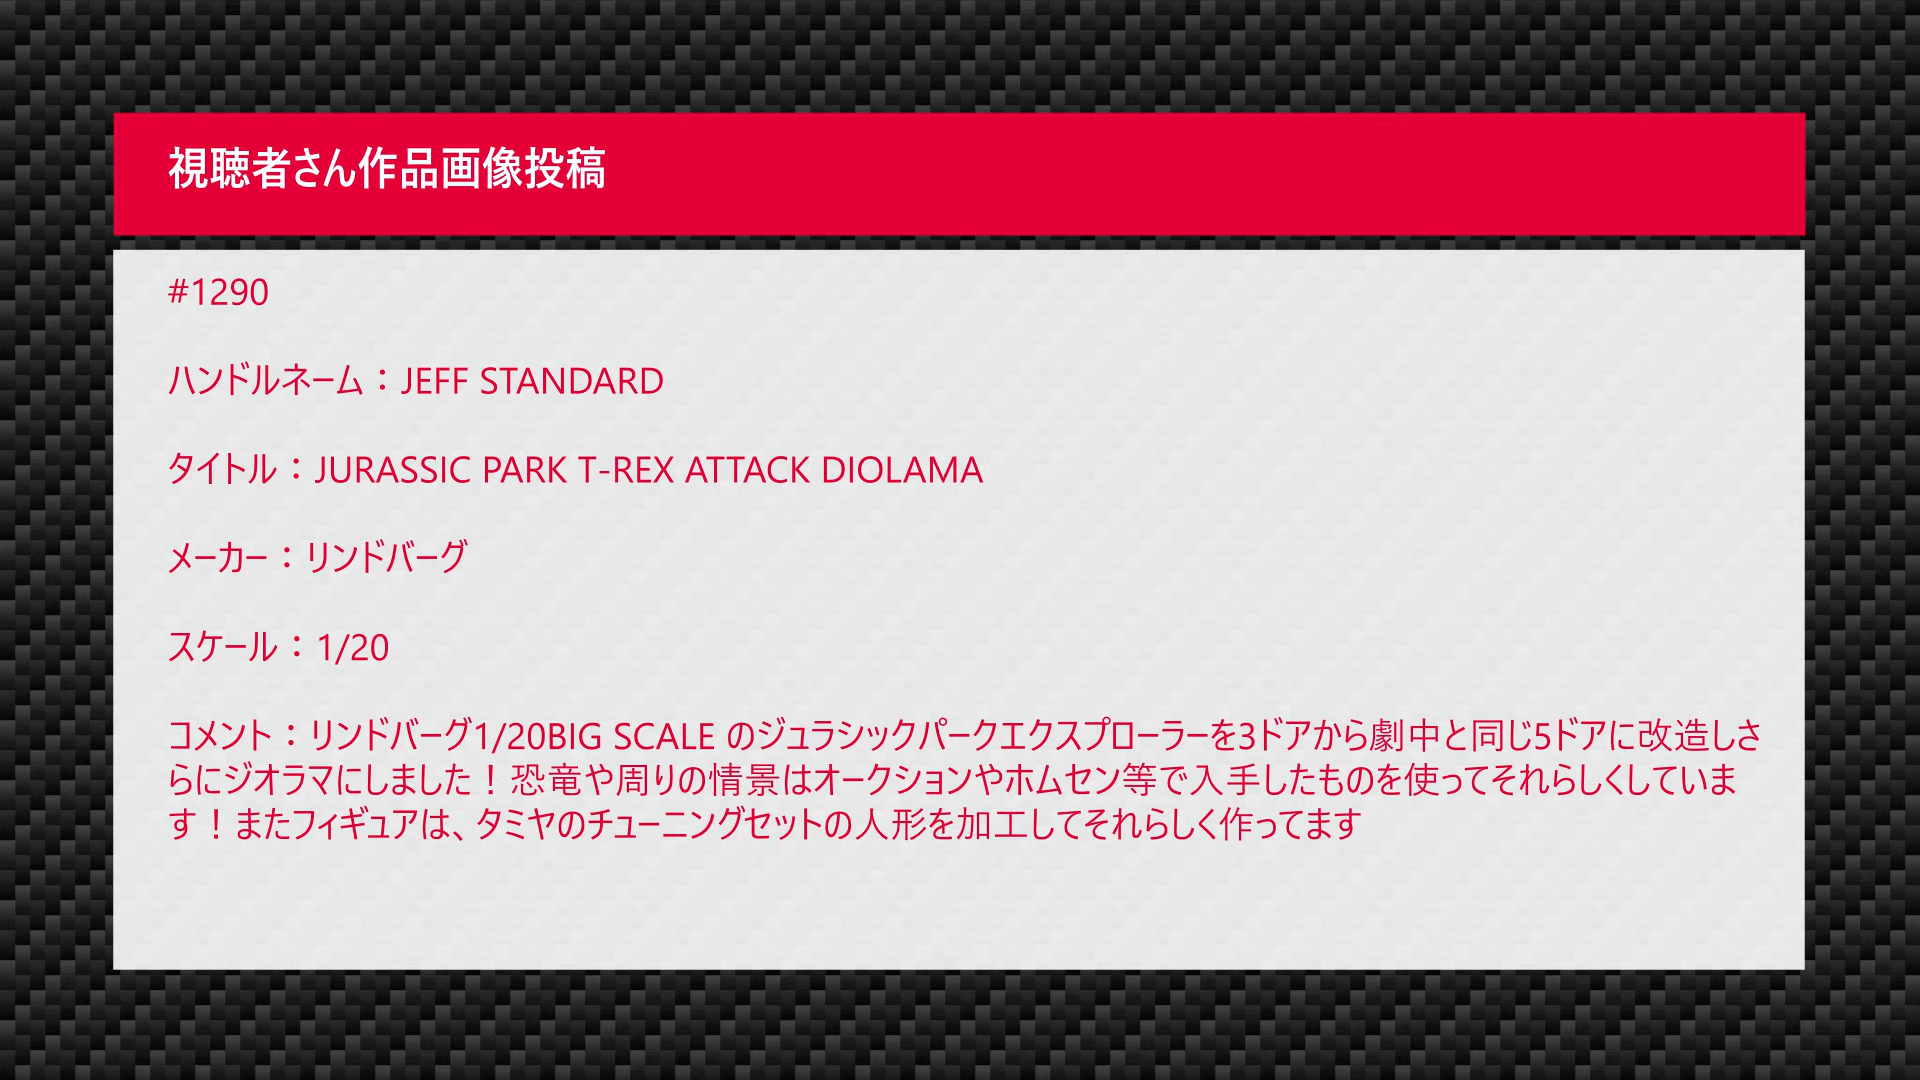 視聴者さん作品画像投稿
#1290
ハンドルネーム：JEFF STANDARD
タイトル：JURASSIC PARK T-REX ATTACK DIOLAMA
メーカー：リンドバーグ
スケール：1/20
コメント：リンドバーグ1/20BIG SCALE のジュラシックパークエクスプローラーを3ドアから劇中と同じ5ドアに改造しさ
らにジオラマにしました！恐竜や周りの情景はオークションやホムセン等で入手したものを使ってそれらしくしていま
す！またフィギュアは、タミヤのチューニングセットの人形を加工してそれらしく作ってます